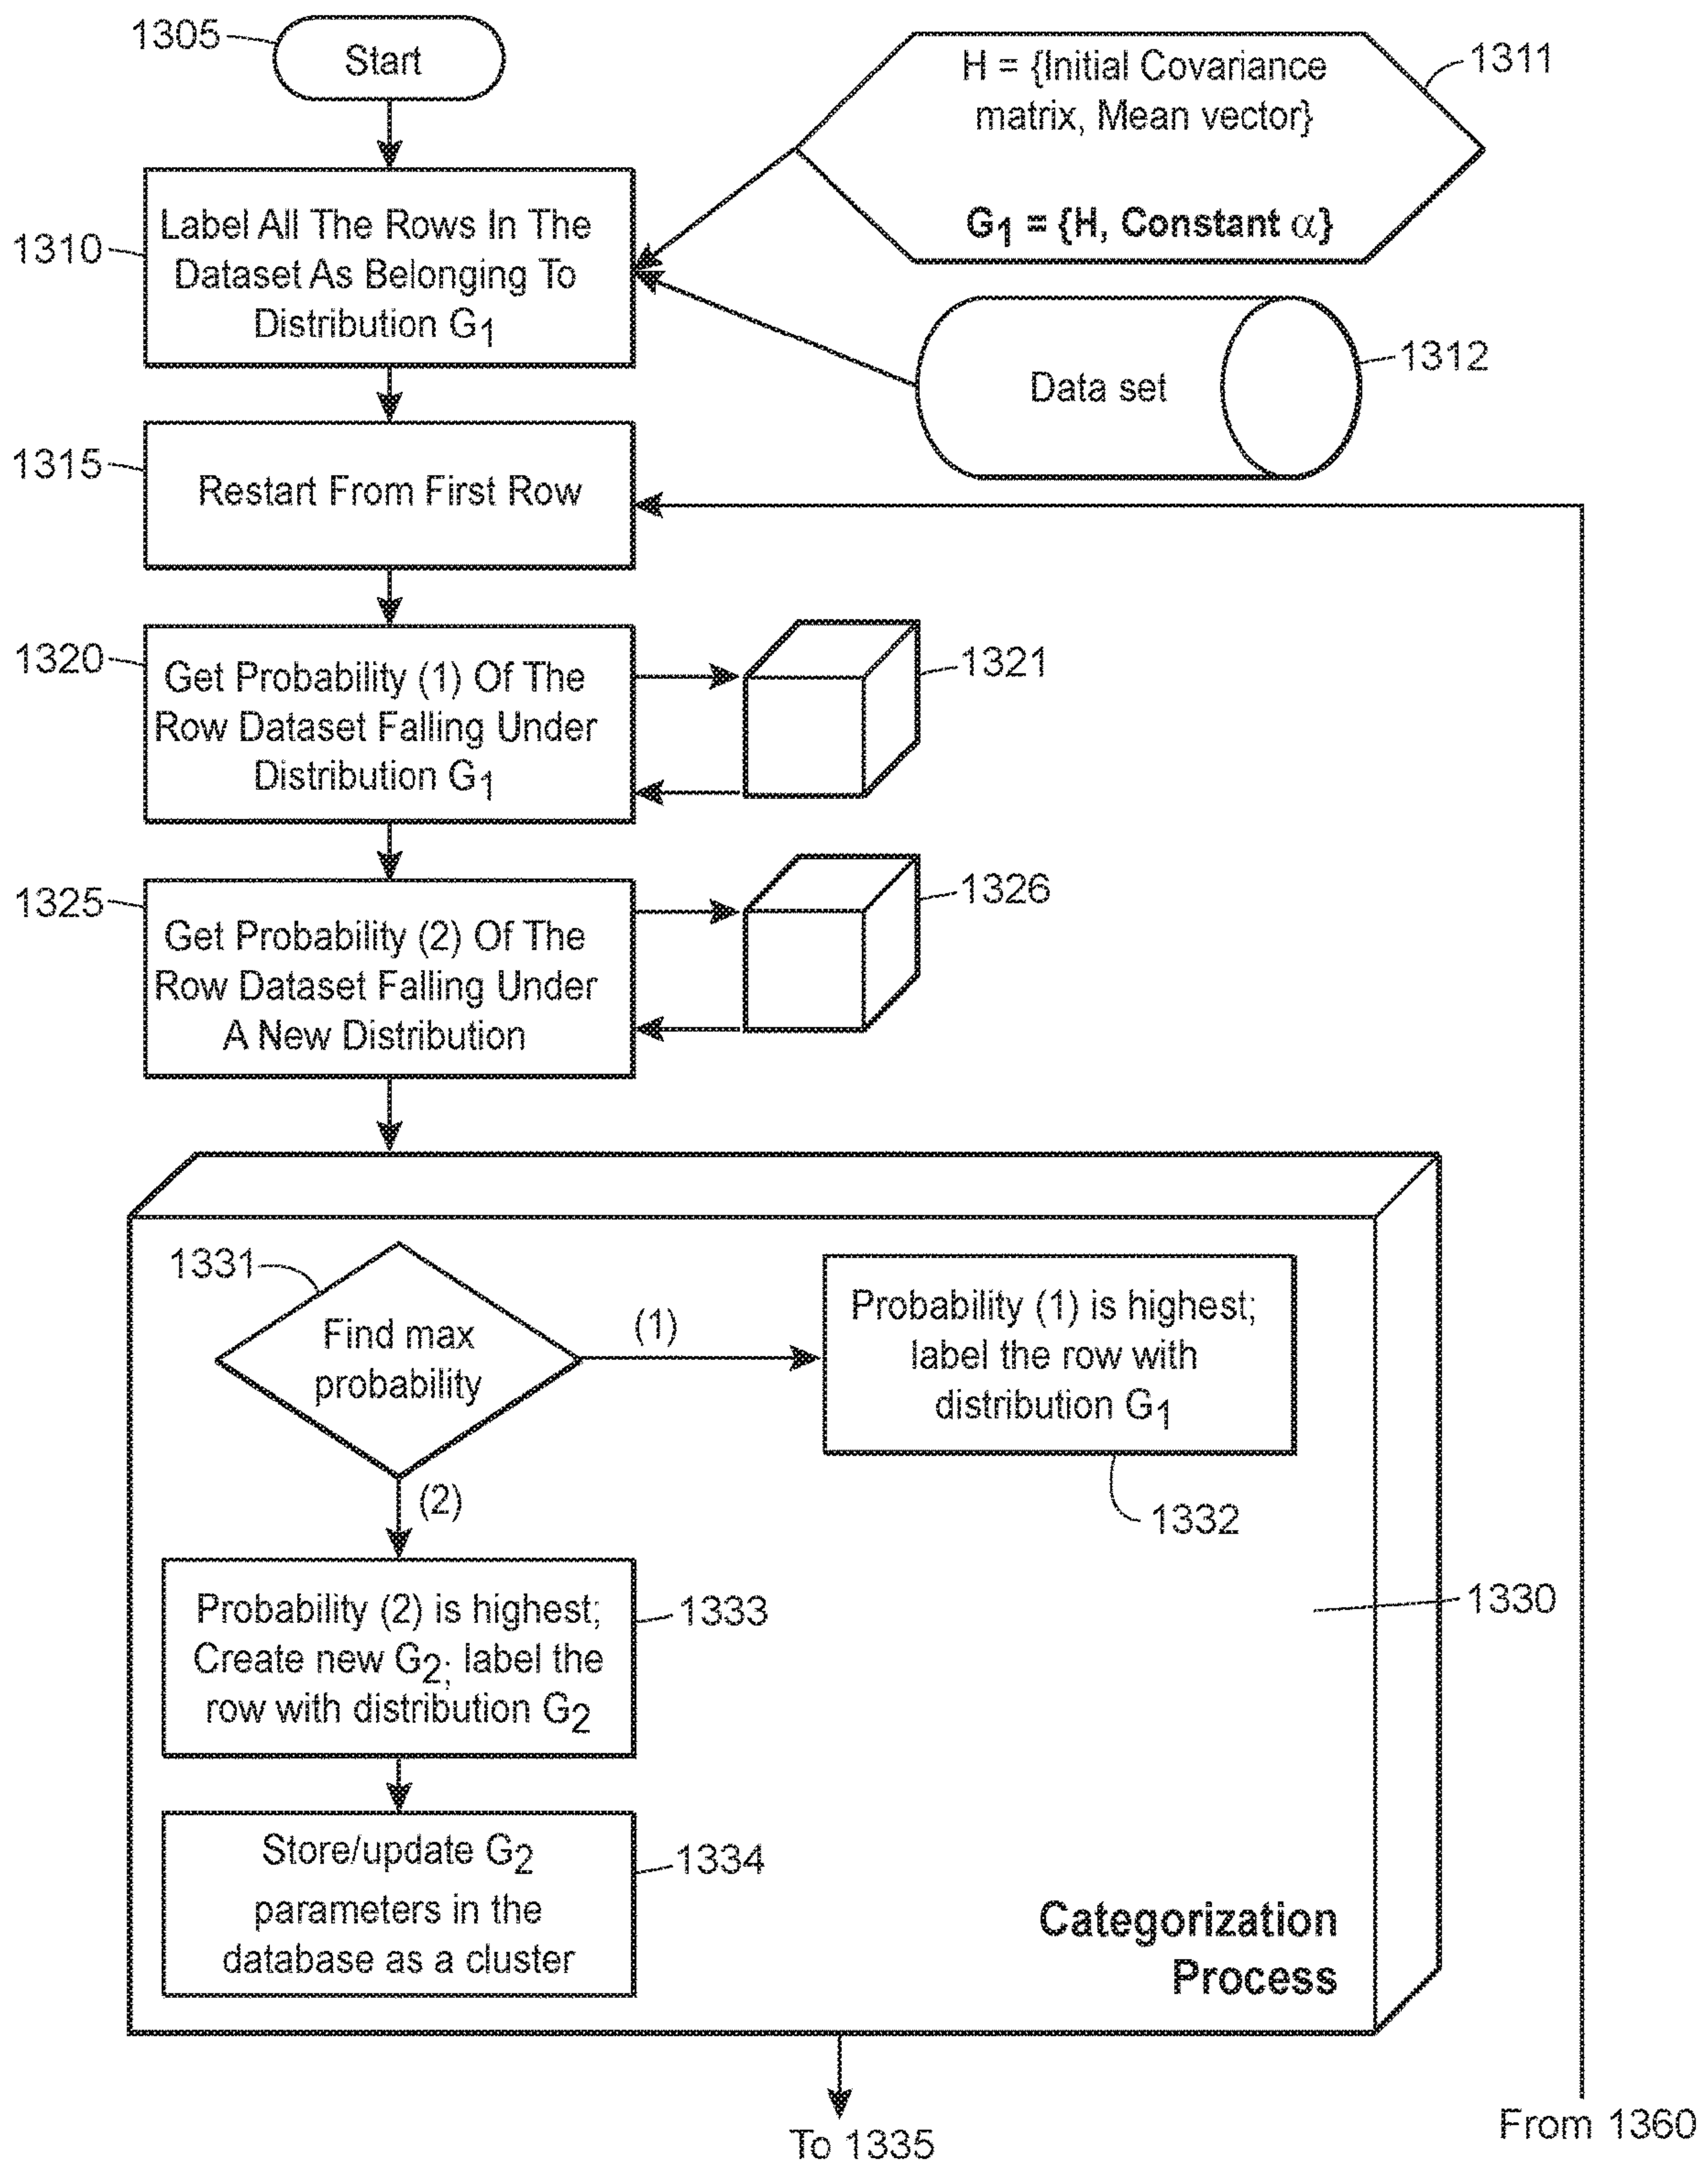 1305
Start
H = {Initial Covariance
matrix, Mean vector}
G1 = {H, Constant α}
1311
1310
Label All The Rows In The
Dataset As Belonging To
Distribution G1
Data set
1312
1315
Restart From First Row
1320
Get Probability (1) Of The
Row Dataset Falling Under
Distribution G1
1321
1325
Get Probability (2) Of The
Row Dataset Falling Under
A New Distribution
1326
1331
Find max
probability
(1)
Probability (1) is highest;
label the row with
distribution G1
1332
(2)
Probability (2) is highest;
Create new G2; label the
row with distribution G2
1333
1330
Store/update G2
parameters in the
database as a cluster
1334
Categorization
Process
To 1335
From 1360